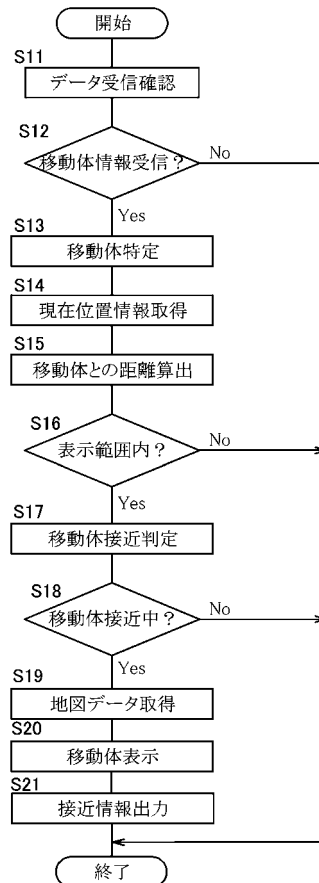 開始
S11
データ受信確認
S12
移動体情報受信？
No
Yes
S13
移動体特定
S14
現在位置情報取得
S15
移動体との距離算出
S16
表示範囲内？
No
Yes
S17
移動体接近判定
S18
移動体接近中？
No
Yes
S19
地図データ取得
S20
移動体表示
S21
接近情報出力
終了